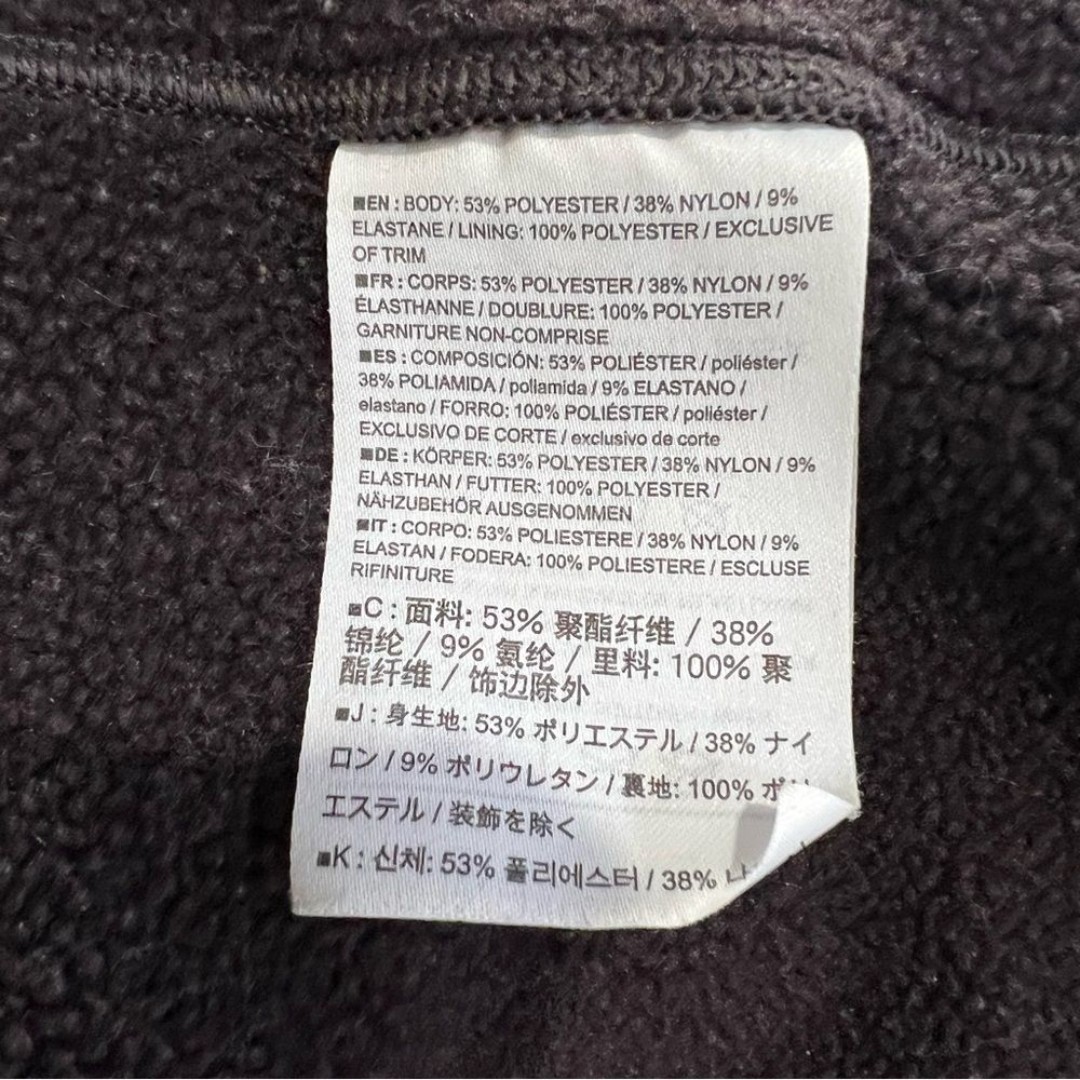 ■EN : BODY: 53% POLYESTER / 38% NYLON / 9%
ELASTANE / LINING: 100% POLYESTER / EXCLUSIVE
OF TRIM
■FR : CORPS: 53% POLYESTER / 38% NYLON / 9%
ÉLASTHANNE / DOUBLURE: 100% POLYESTER /
GARNITURE NON-COMPRISE
■ES : COMPOSICIÓN: 53% POLIÉSTER / poliéster /
38% POLIAMIDA / poliamida / 9% ELASTANO /
elastano / FORRO: 100% POLIÉSTER / poliéster /
EXCLUSIVO DE CORTE / exclusivo de corte
■DE : KÖRPER: 53% POLYESTER / 38% NYLON / 9%
ELASTHAN / FUTTER: 100% POLYESTER /
NÄHZUBEHÖR AUSGENOMMEN
■IT : CORPO: 53% POLIESTERE / 38% NYLON / 9%
ELASTAN / FODERA: 100% POLIESTERE / ESCLUSE
RIFINITURE
■C : 面料: 53% 聚酯纤维 / 38%
锦纶 / 9% 氨纶 / 里料: 100% 聚
酯纤维 / 饰边除外
■J : 身生地: 53% ポリエステル / 38% ナイ
ロン / 9% ポリウレタン / 裏地: 100% ポリ
エステル / 装飾を除く
■K : 신체: 53% 폴리에스터 / 38%